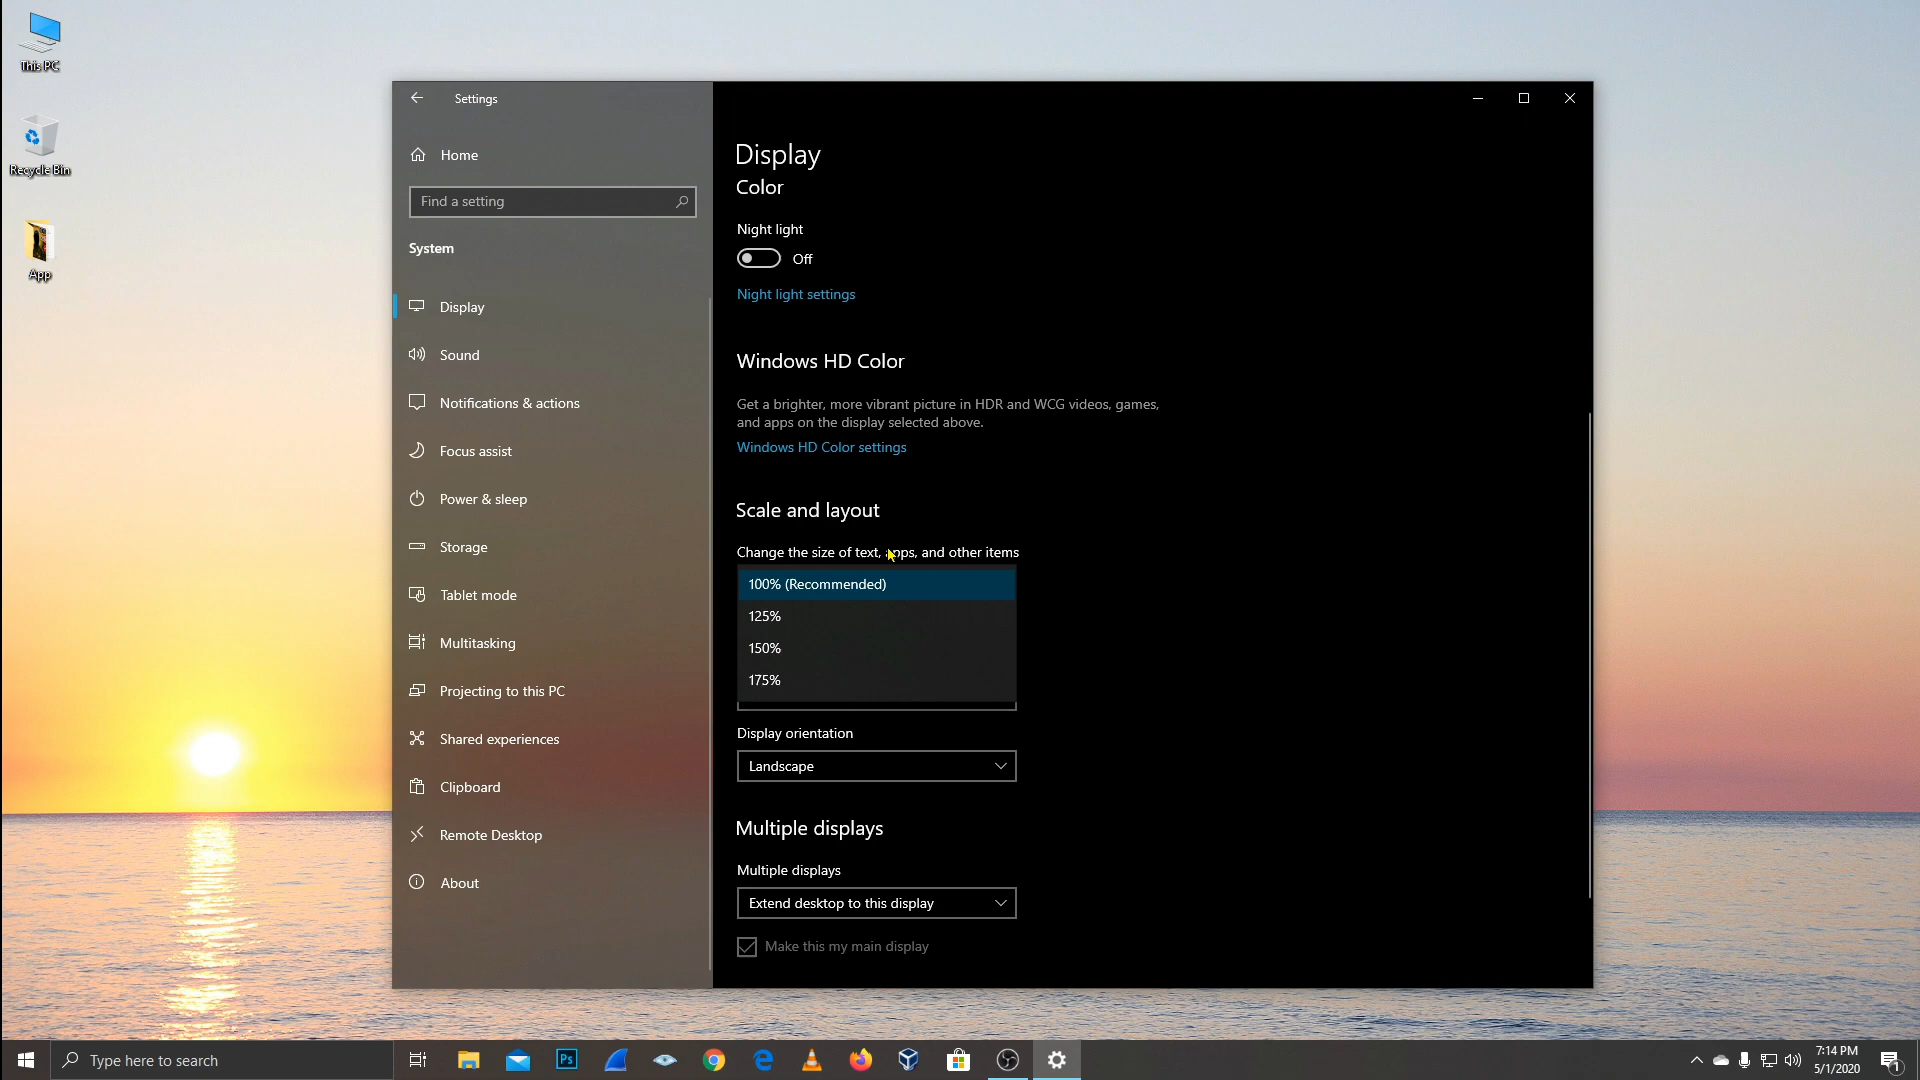 This PC
Recycle Bin
App
Settings
Home
Find a setting
System
Display
Sound
Notifications & actions
Focus assist
Power & sleep
Storage
Tablet mode
Multitasking
Projecting to this PC
Shared experiences
Clipboard
Remote Desktop
About
Display
Color
Night light
Off
Night light settings
Windows HD Color
Get a brighter, more vibrant picture in HDR and WCG videos, games,
and apps on the display selected above.
Windows HD Color settings
Scale and layout
Change the size of text, apps, and other items
100% (Recommended)
125%
150%
175%
Display orientation
Landscape
Multiple displays
Multiple displays
Extend desktop to this display
Make this my main display
Type here to search
Ps
7:14 PM
5/1/2020
1